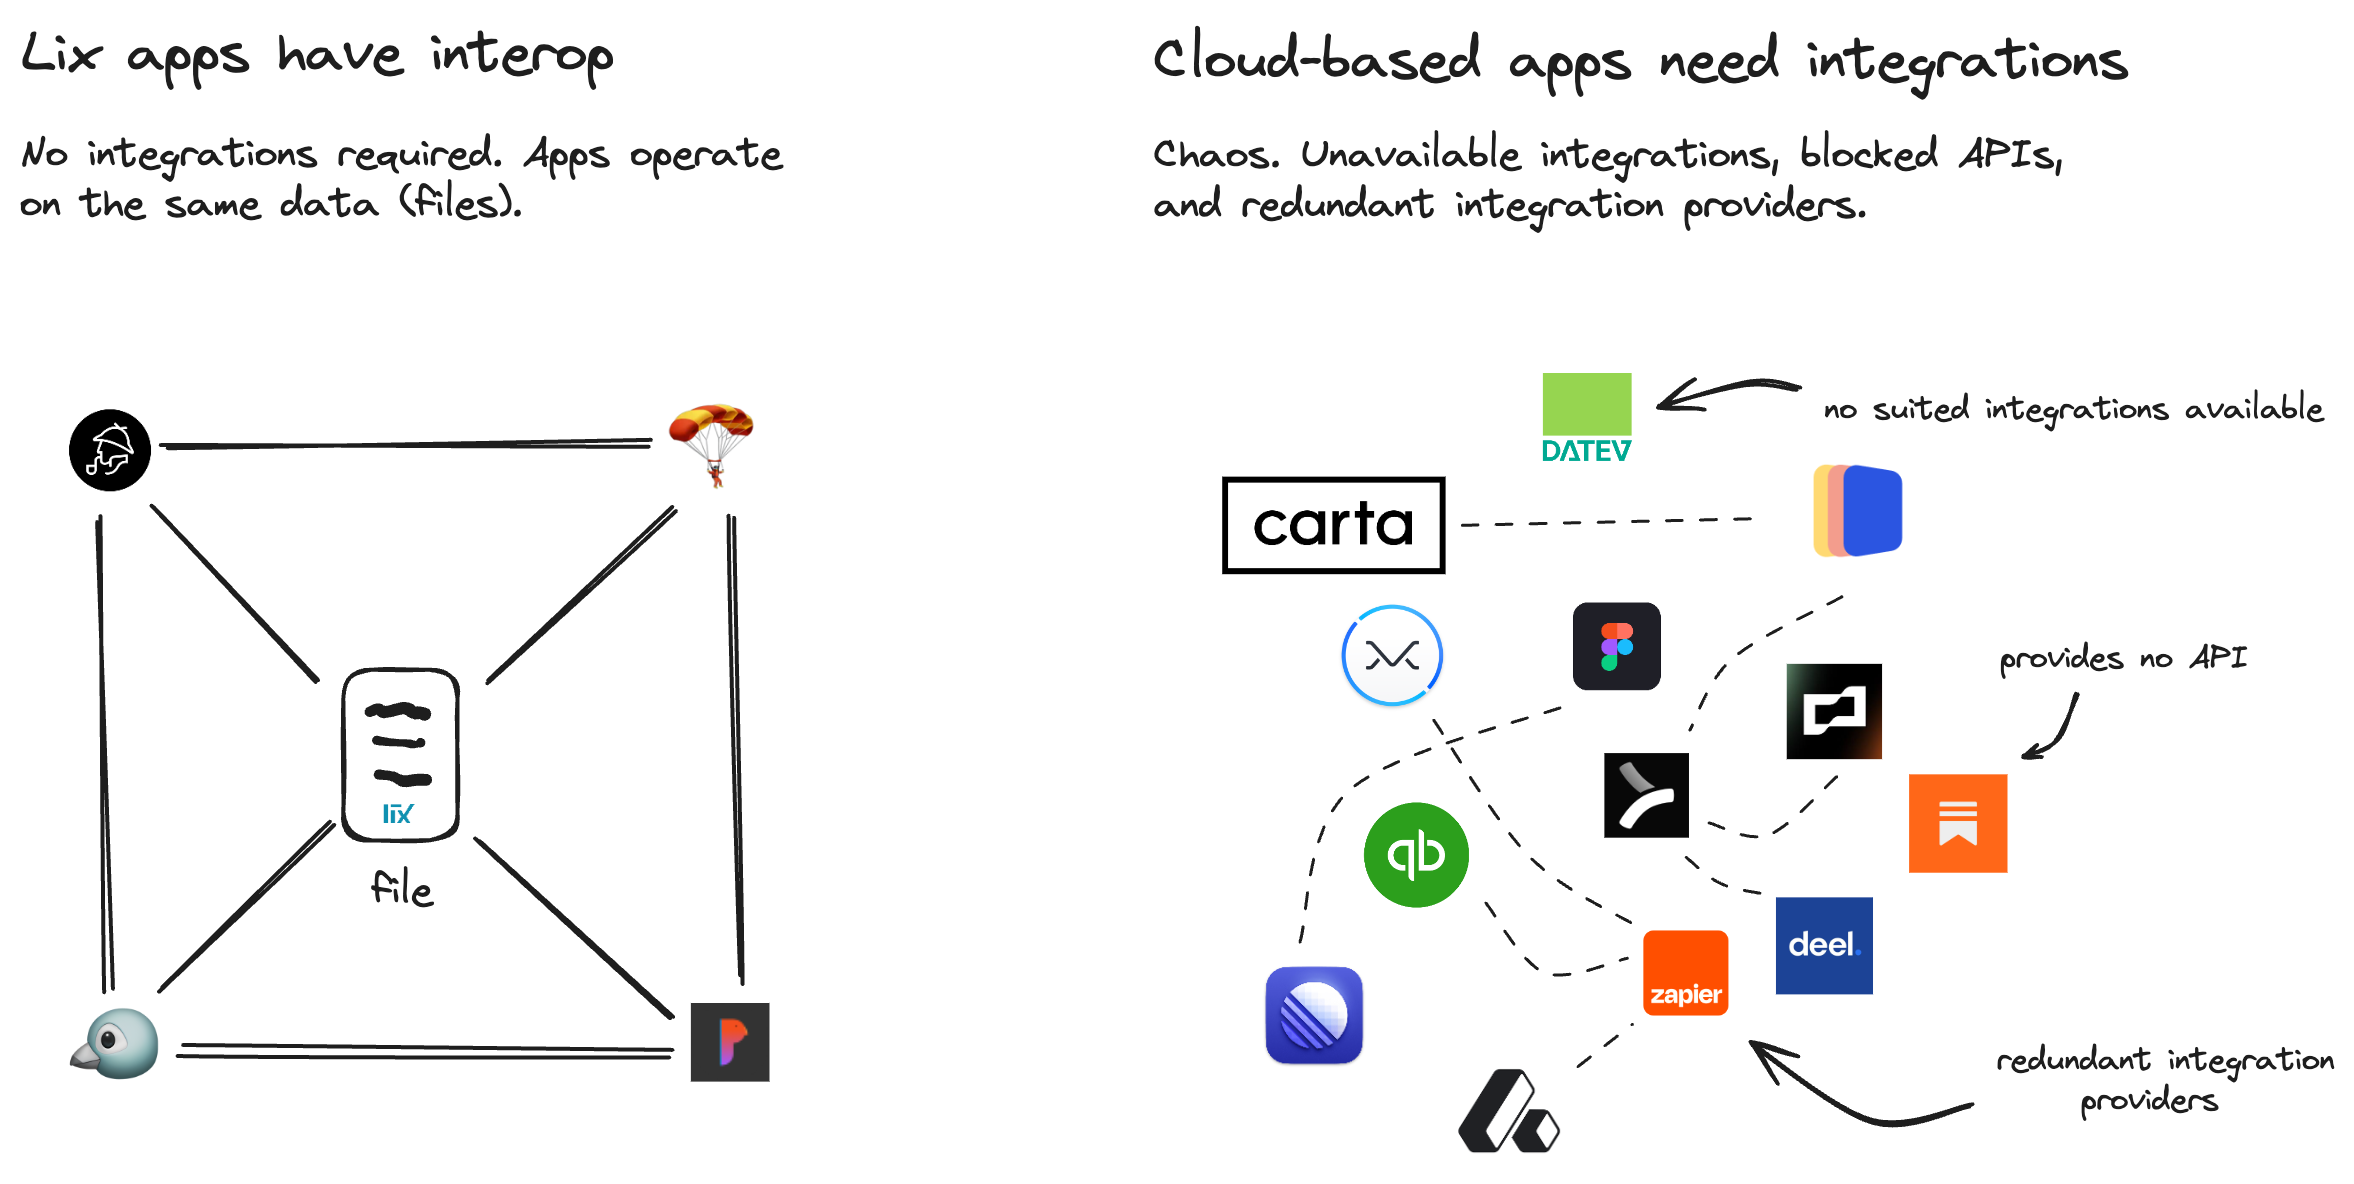 Lix apps have interop
No integrations required. Apps operate
on the same data (files).
lix
file
Cloud-based apps need integrations
Chaos. Unavailable integrations, blocked APIs,
and redundant integration providers.
DATEV
no suited integrations available
carta
provides no API
qb
deel.
zapier
redundant integration
providers